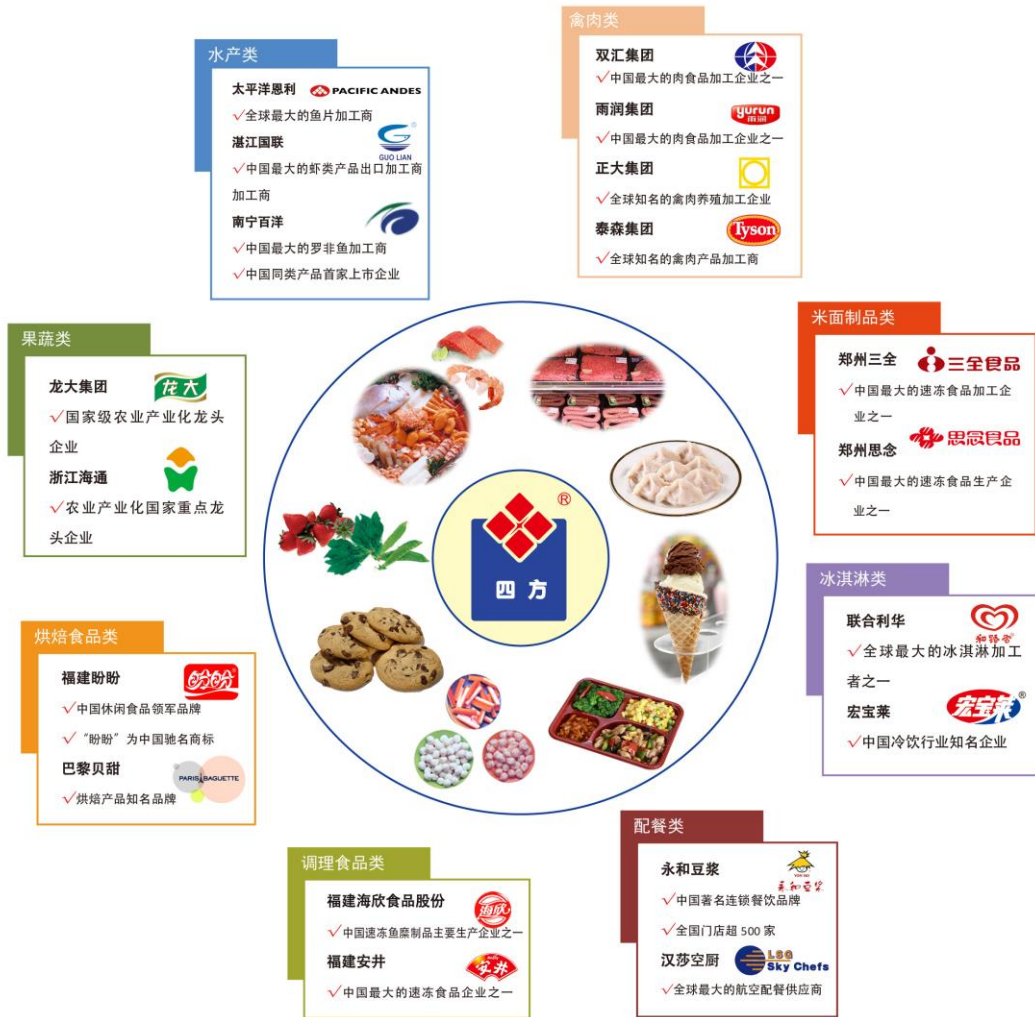 水产类
太平洋恩利 PACIFIC ANDES
√全球最大的鱼片加工商
湛江国联 GUO LIAN
√中国最大的虾类产品出口加工商
加工商
南宁百洋
√中国最大的罗非鱼加工商
√中国同类产品首家上市企业
禽肉类
双汇集团
√中国最大的肉食品加工企业之一
雨润集团 yurun 雨润
√中国最大的肉食品加工企业之一
正大集团
√全球知名的禽肉养殖加工企业
泰森集团 Tyson
√全球知名的禽肉产品加工商
果蔬类
龙大集团 龙大
√国家级农业产业化龙头
企业
浙江海通
√农业产业化国家重点龙
头企业
米面制品类
郑州三全 三全食品
√中国最大的速冻食品加工企
业之一
郑州思念 思念食品
√中国最大的速冻食品生产企
业之一
®
四方
烘焙食品类
福建盼盼 盼盼
√中国休闲食品领军品牌
√“盼盼”为中国驰名商标
巴黎贝甜 PARIS BAGUETTE
√烘焙产品知名品牌
冰淇淋类
联合利华 和路雪
√全球最大的冰淇淋加工
者之一
宏宝莱 宏宝莱®
√中国冷饮行业知名企业
调理食品类
福建海欣食品股份 海欣
√中国速冻鱼糜制品主要生产企业之一
福建安井 安井
√中国最大的速冻食品企业之一
配餐类
永和豆浆 永和豆浆
√中国著名连锁餐饮品牌
√全国门店超 500 家
汉莎空厨 LSG Sky Chefs
√全球最大的航空配餐供应商